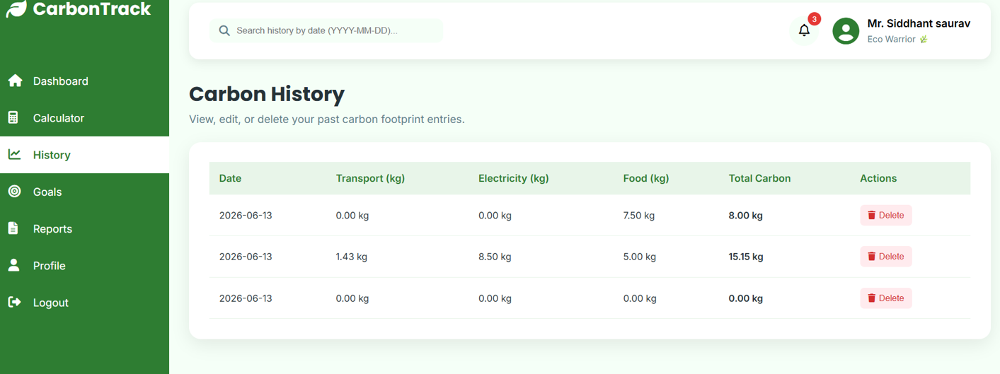 CarbonTrack
Dashboard
Calculator
History
Goals
Reports
Profile
Logout
Search history by date (YYYY-MM-DD)...
3
Mr. Siddhant saurav
Eco Warrior 🌿
Carbon History
View, edit, or delete your past carbon footprint entries.
Date Transport (kg) Electricity (kg) Food (kg) Total Carbon Actions
2026-06-13 0.00 kg 0.00 kg 7.50 kg 8.00 kg Delete
2026-06-13 1.43 kg 8.50 kg 5.00 kg 15.15 kg Delete
2026-06-13 0.00 kg 0.00 kg 0.00 kg 0.00 kg Delete